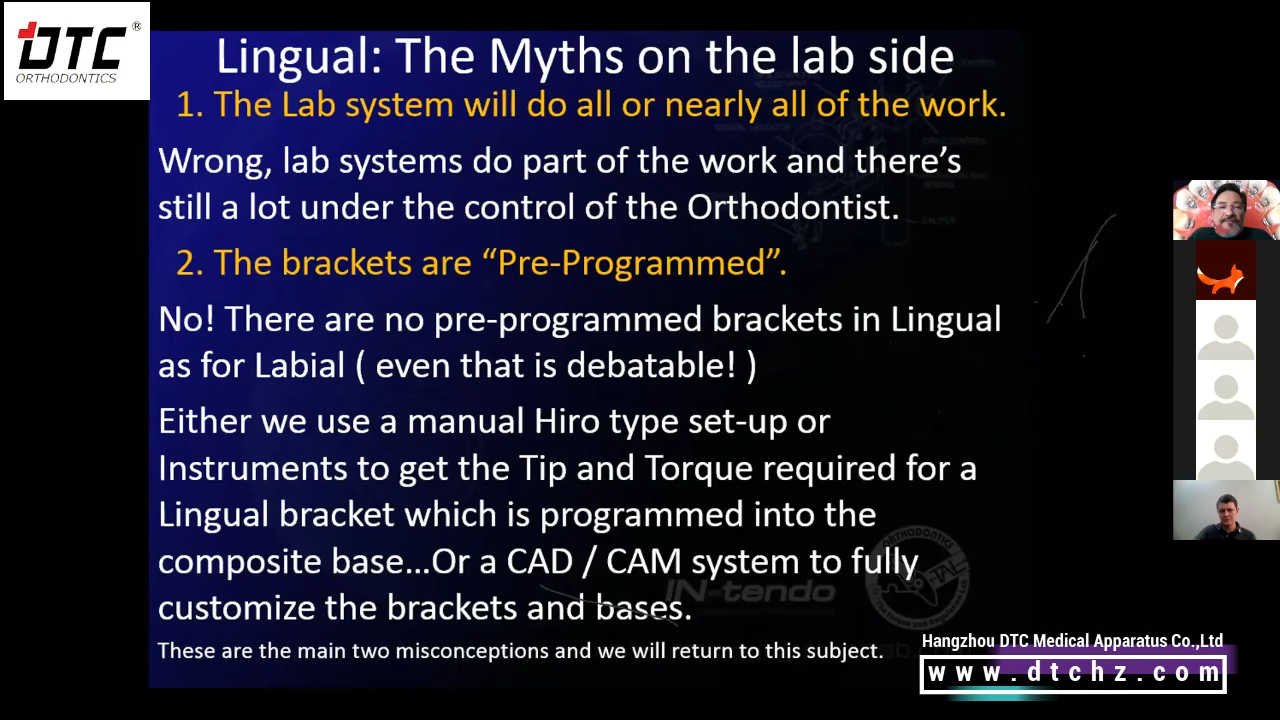 DTC®
ORTHODONTICS
Lingual: The Myths on the lab side
1. The Lab system will do all or nearly all of the work.
Wrong, lab systems do part of the work and there’s
still a lot under the control of the Orthodontist.
2. The brackets are “Pre-Programmed”.
No! There are no pre-programmed brackets in Lingual
as for Labial ( even that is debatable! )
Either we use a manual Hiro type set-up or
Instruments to get the Tip and Torque required for a
Lingual bracket which is programmed into the
composite base...Or a CAD / CAM system to fully
customize the brackets and bases.
IN-tendo
These are the main two misconceptions and we will return to this subject.
Hangzhou DTC Medical Apparatus Co.,Ltd
www.dtchz.com